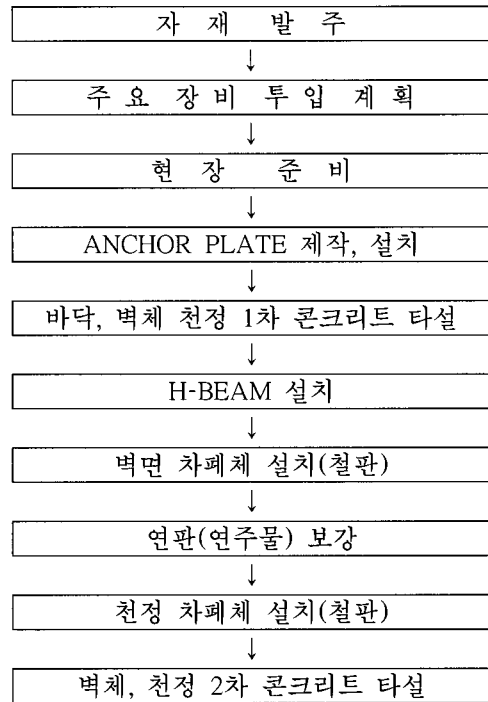 자 재 발 주
↓
주 요 장 비 투 입 계 획
↓
현 장 준 비
↓
ANCHOR PLATE 제작, 설치
↓
바닥, 벽체 천정 1차 콘크리트 타설
↓
H-BEAM 설치
↓
벽면 차폐체 설치(철판)
↓
연판(연주물) 보강
↓
천정 차폐체 설치(철판)
↓
벽체, 천정 2차 콘크리트 타설